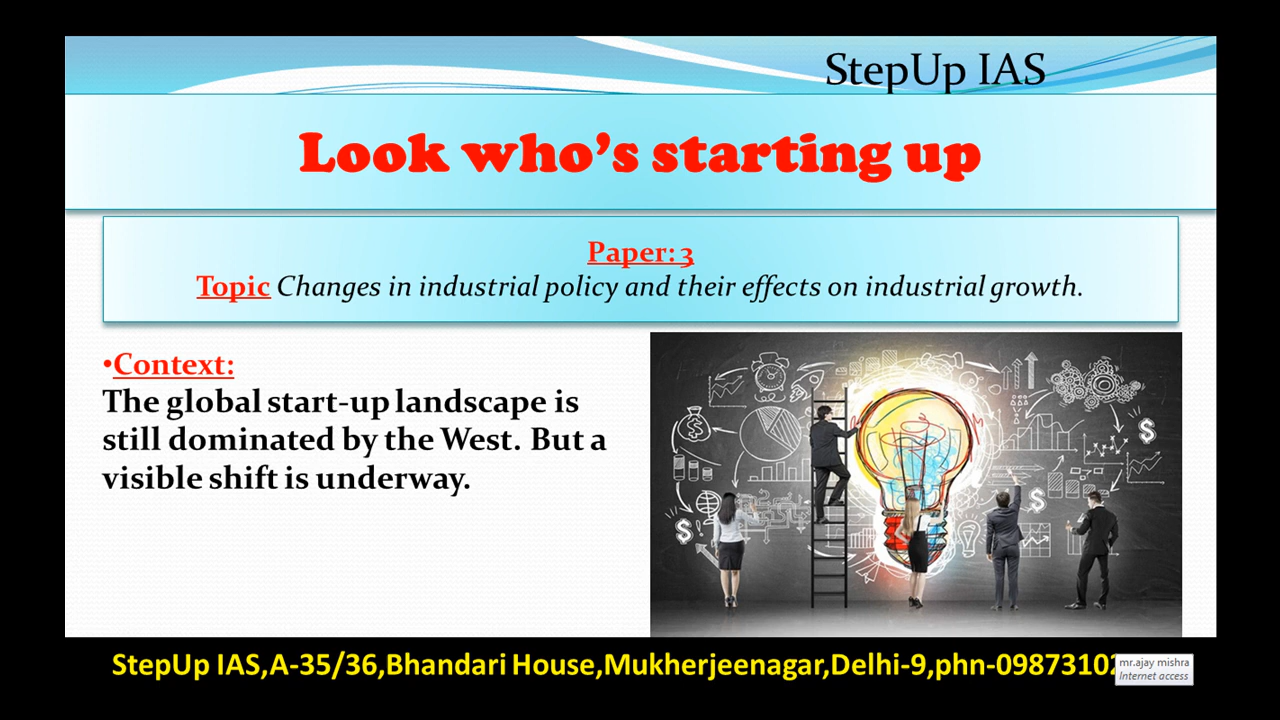 StepUp IAS
Look who's starting up
Paper: 3
Topic Changes in industrial policy and their effects on industrial growth.
•Context:
The global start-up landscape is
still dominated by the West. But a
visible shift is underway.
$
$
$
StepUp IAS,A-35/36,Bhandari House,Mukherjeenagar,Delhi-9,phn-09873102
mr.ajay mishra
Internet access